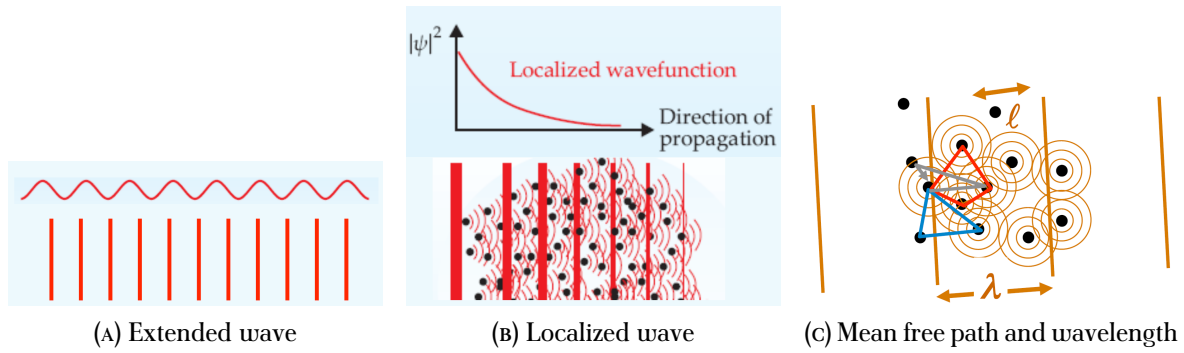 |ψ|²
Localized wavefunction
Direction of
propagation
ℓ
λ
(A) Extended wave
(B) Localized wave
(C) Mean free path and wavelength